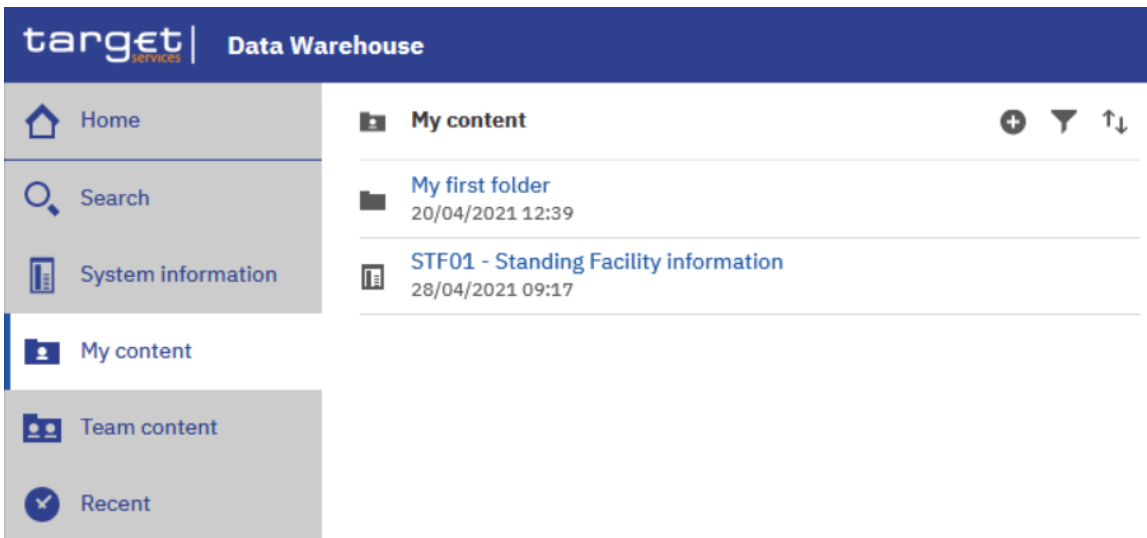 target services Data Warehouse
Home
Search
System information
My content
Team content
Recent
My content
My first folder
20/04/2021 12:39
STF01 - Standing Facility information
28/04/2021 09:17